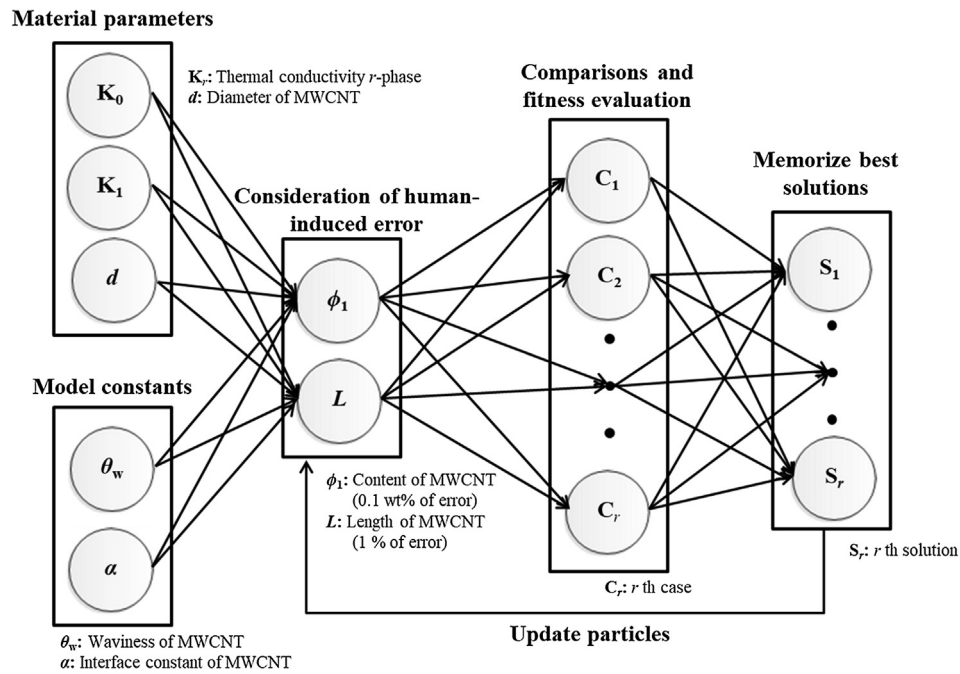 Material parameters
K0
K1
d
Kr: Thermal conductivity r-phase
d: Diameter of MWCNT
Model constants
θw
α
θw: Waviness of MWCNT
α: Interface constant of MWCNT
Consideration of human-
induced error
ϕ1
L
ϕ1: Content of MWCNT
(0.1 wt% of error)
L: Length of MWCNT
(1 % of error)
Comparisons and
fitness evaluation
C1
C2
Cr
Cr: r th case
Memorize best
solutions
S1
Sr
Sr: r th solution
Update particles